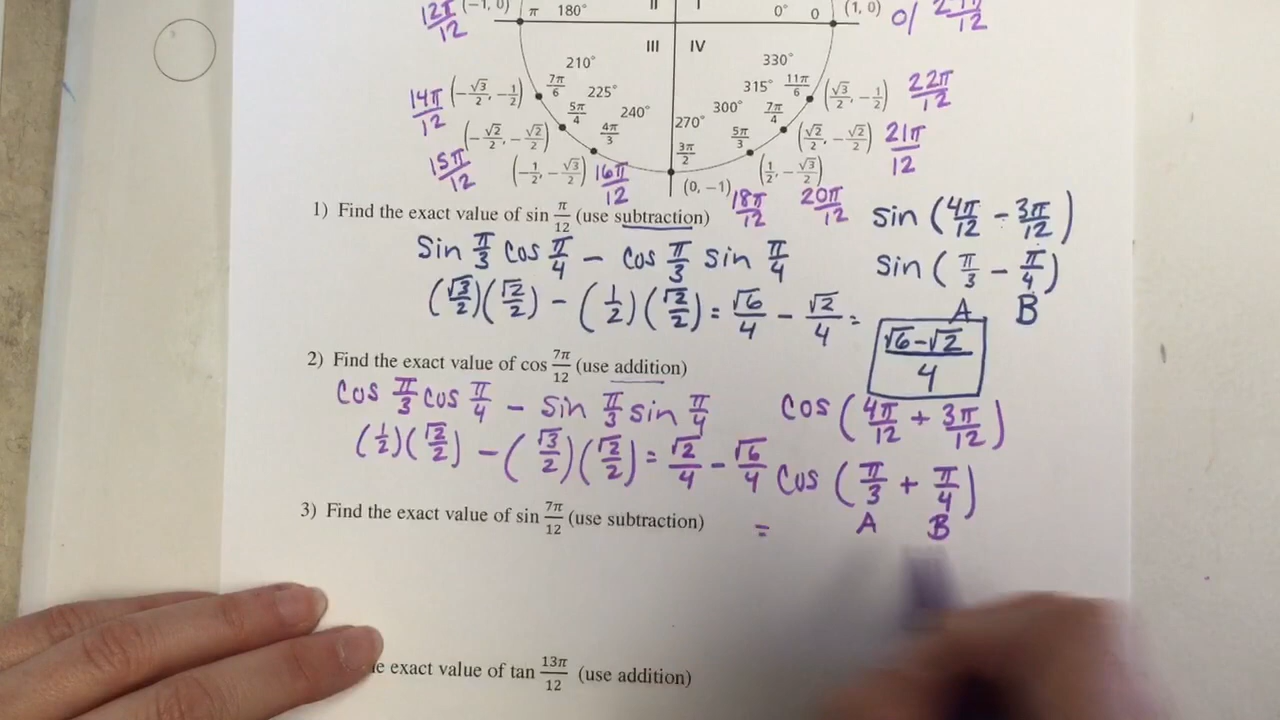 12π/12 (−1, 0) π 180° II I 0° 0 (1, 0) 0/
III IV
210° 330°
14π/12 (−√3/2, −1/2) 7π/6 225° 315° 11π/6 (√3/2, −1/2) 22π/12
5π/4 240° 270° 300° 7π/4
(−√2/2, −√2/2) 4π/3 3π/2 5π/3 (√2/2, −√2/2) 21π/12
15π/12 (−1/2, −√3/2) 16π/12 (0, −1) 18π/12 (1/2, −√3/2) 20π/12
1) Find the exact value of sin π/12 (use subtraction) sin (4π/12 − 3π/12)
sin π/3 cos π/4 − cos π/3 sin π/4 sin (π/3 − π/4)
(√3/2)(√2/2) − (1/2)(√2/2) = √6/4 − √2/4 = A B
√6−√2/4
2) Find the exact value of cos 7π/12 (use addition)
cos π/3 cos π/4 − sin π/3 sin π/4 cos (4π/12 + 3π/12)
(1/2)(√2/2) − (√3/2)(√2/2) = √2/4 − √6/4 cos (π/3 + π/4)
3) Find the exact value of sin 7π/12 (use subtraction) = A B
e exact value of tan 13π/12 (use addition)